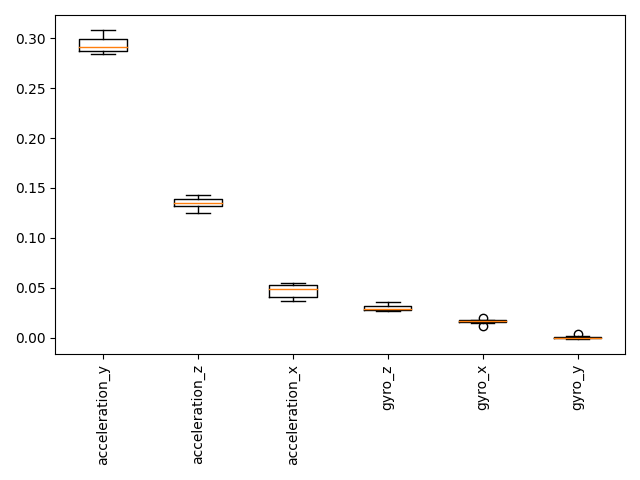 0.30
0.25
0.20
0.15
0.10
0.05
0.00
acceleration_y
acceleration_z
acceleration_x
gyro_z
gyro_x
gyro_y